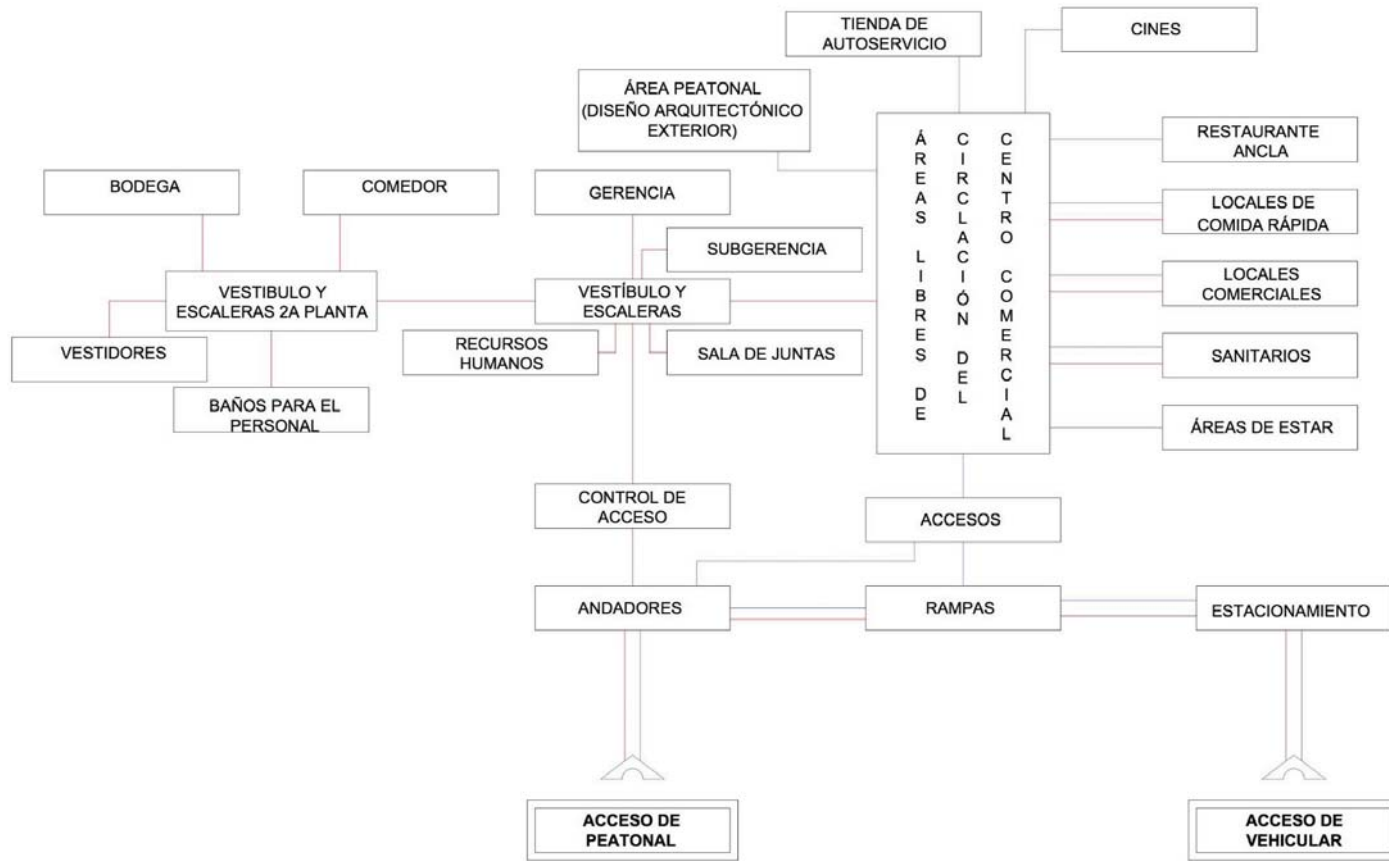 TIENDA DE
AUTOSERVICIO
CINES
ÁREA PEATONAL
(DISEÑO ARQUITECTÓNICO
EXTERIOR)
ÁREAS LIBRES DE
CIRCLACIÓN DEL
CENTRO COMERCIAL
RESTAURANTE
ANCLA
BODEGA
COMEDOR
GERENCIA
LOCALES DE
COMIDA RÁPIDA
SUBGERENCIA
VESTIBULO Y
ESCALERAS 2A PLANTA
VESTÍBULO Y
ESCALERAS
LOCALES
COMERCIALES
VESTIDORES
RECURSOS
HUMANOS
SALA DE JUNTAS
SANITARIOS
BAÑOS PARA EL
PERSONAL
ÁREAS DE ESTAR
CONTROL DE
ACCESO
ACCESOS
ANDADORES
RAMPAS
ESTACIONAMIENTO
ACCESO DE
PEATONAL
ACCESO DE
VEHICULAR